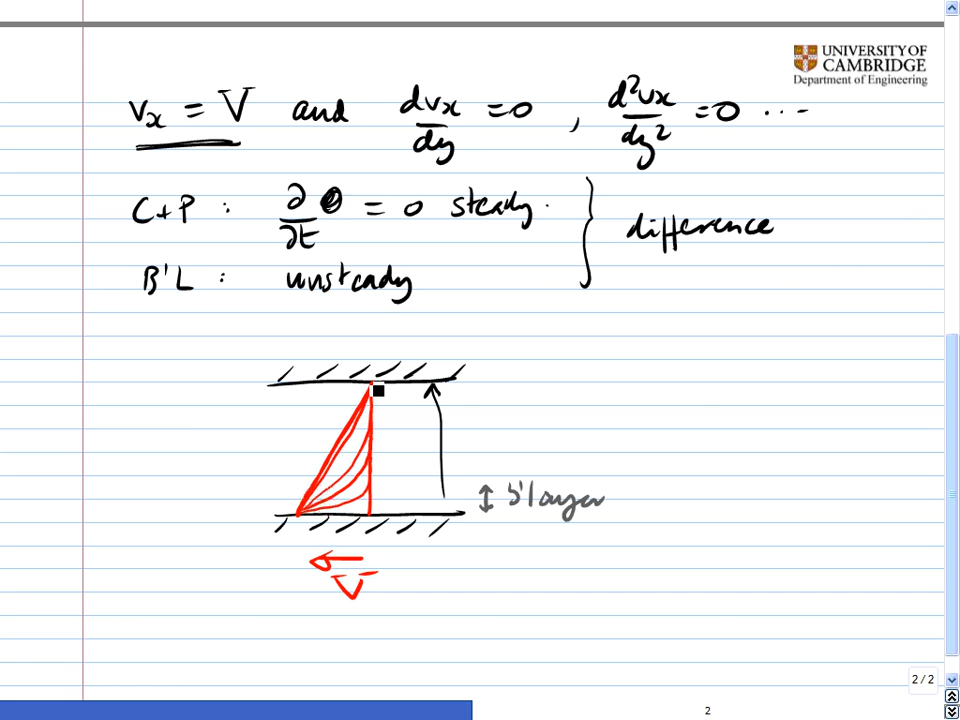 UNIVERSITY OF
CAMBRIDGE
Department of Engineering
vx = V and dvx/dy = 0, d²vx/dy² = 0 ...
C+P : ∂/∂t = 0 steady.
difference
B'L : unsteady
b'layer
V
2 / 2
2